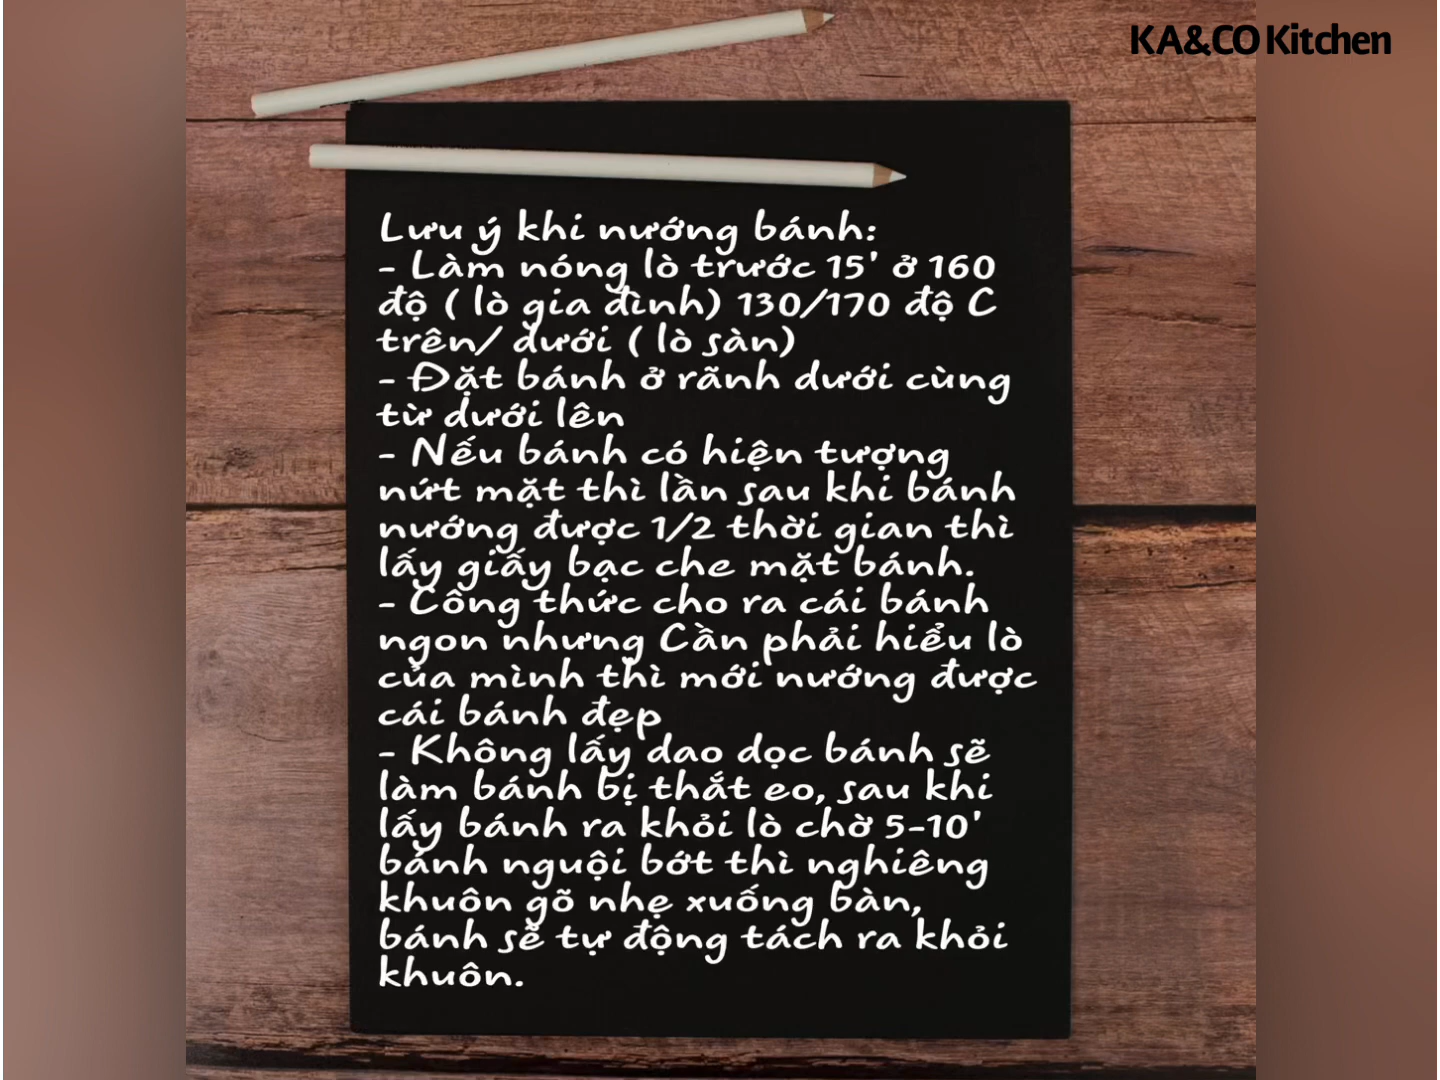 KA&CO Kitchen
Lưu ý khi nướng bánh:
- Làm nóng lò trước 15' ở 160
độ ( lò gia đình) 130/170 độ C
trên/ dưới ( lò sàn)
- Đặt bánh ở rãnh dưới cùng
từ dưới lên
- Nếu bánh có hiện tượng
nứt mặt thì lần sau khi bánh
nướng được 1/2 thời gian thì
lấy giấy bạc che mặt bánh.
- Công thức cho ra cái bánh
ngon nhưng Cần phải hiểu lò
của mình thì mới nướng được
cái bánh đẹp
- Không lấy dao dọc bánh sẽ
làm bánh bị thắt eo, sau khi
lấy bánh ra khỏi lò chờ 5-10'
bánh nguội bớt thì nghiêng
khuôn gõ nhẹ xuống bàn,
bánh sẽ tự động tách ra khỏi
khuôn.